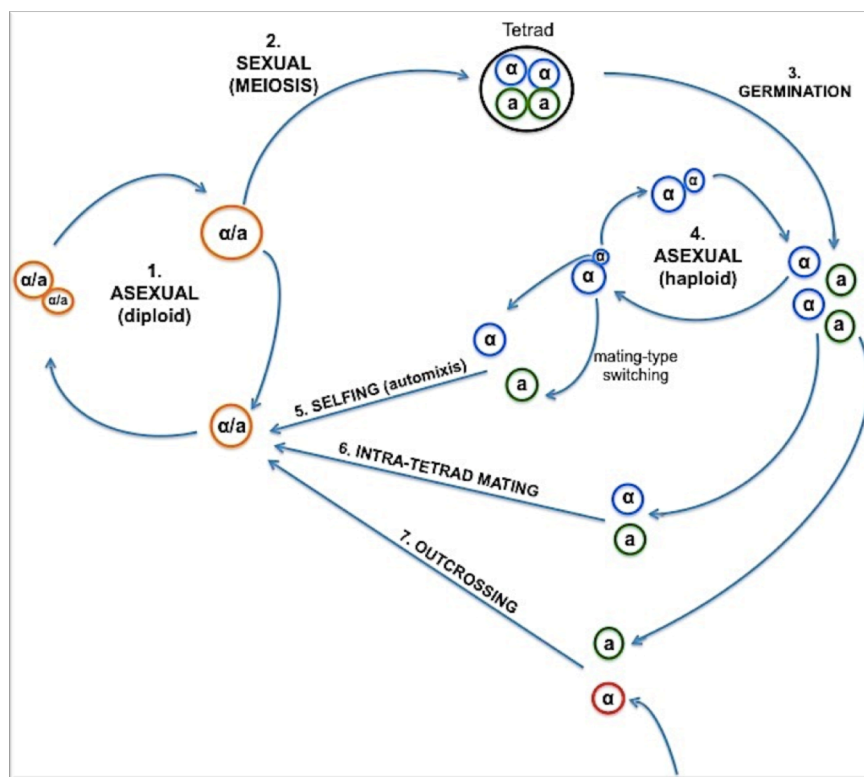 Tetrad
2.
SEXUAL
(MEIOSIS)
α α
a a
3.
GERMINATION
α α
α/a
4.
ASEXUAL
(haploid)
α
α
α/a
α/a
1.
ASEXUAL
(diploid)
α
a
α
a
α
a
mating-type
switching
5. SELFING (automixis)
α/a
6. INTRA-TETRAD MATING
α
a
7. OUTCROSSING
a
α